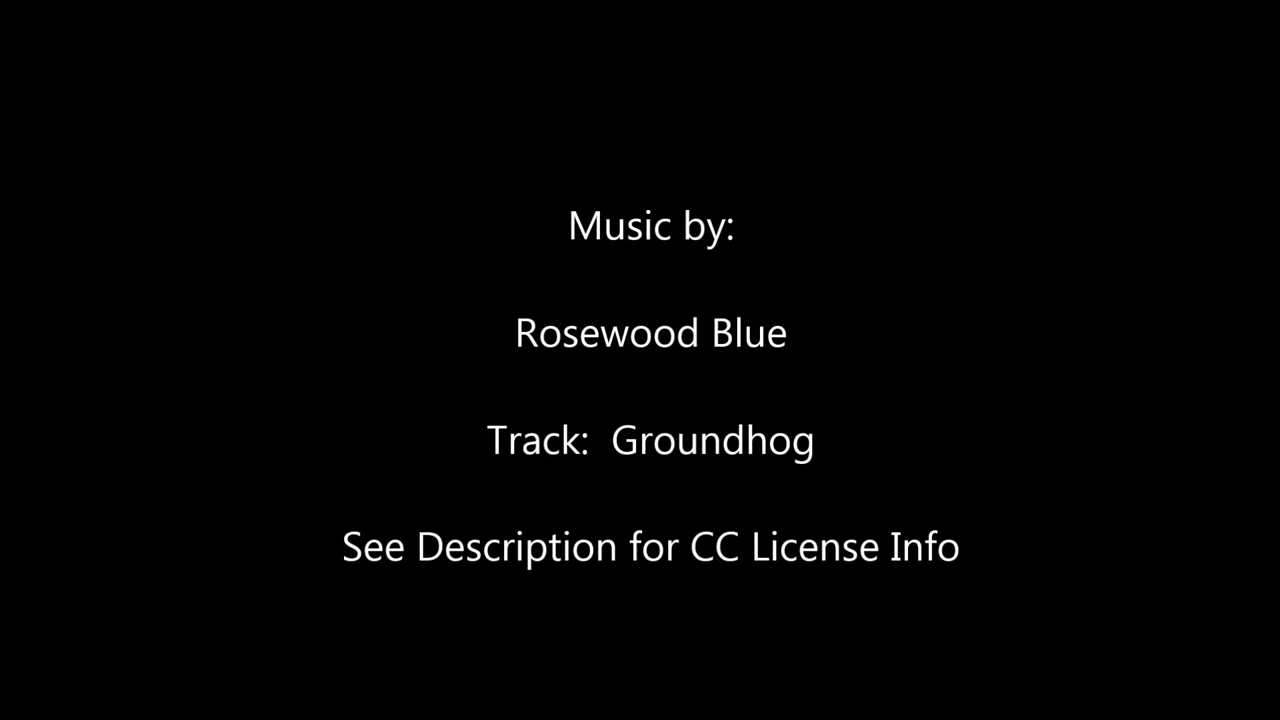 Music by:
Rosewood Blue
Track:  Groundhog
See Description for CC License Info